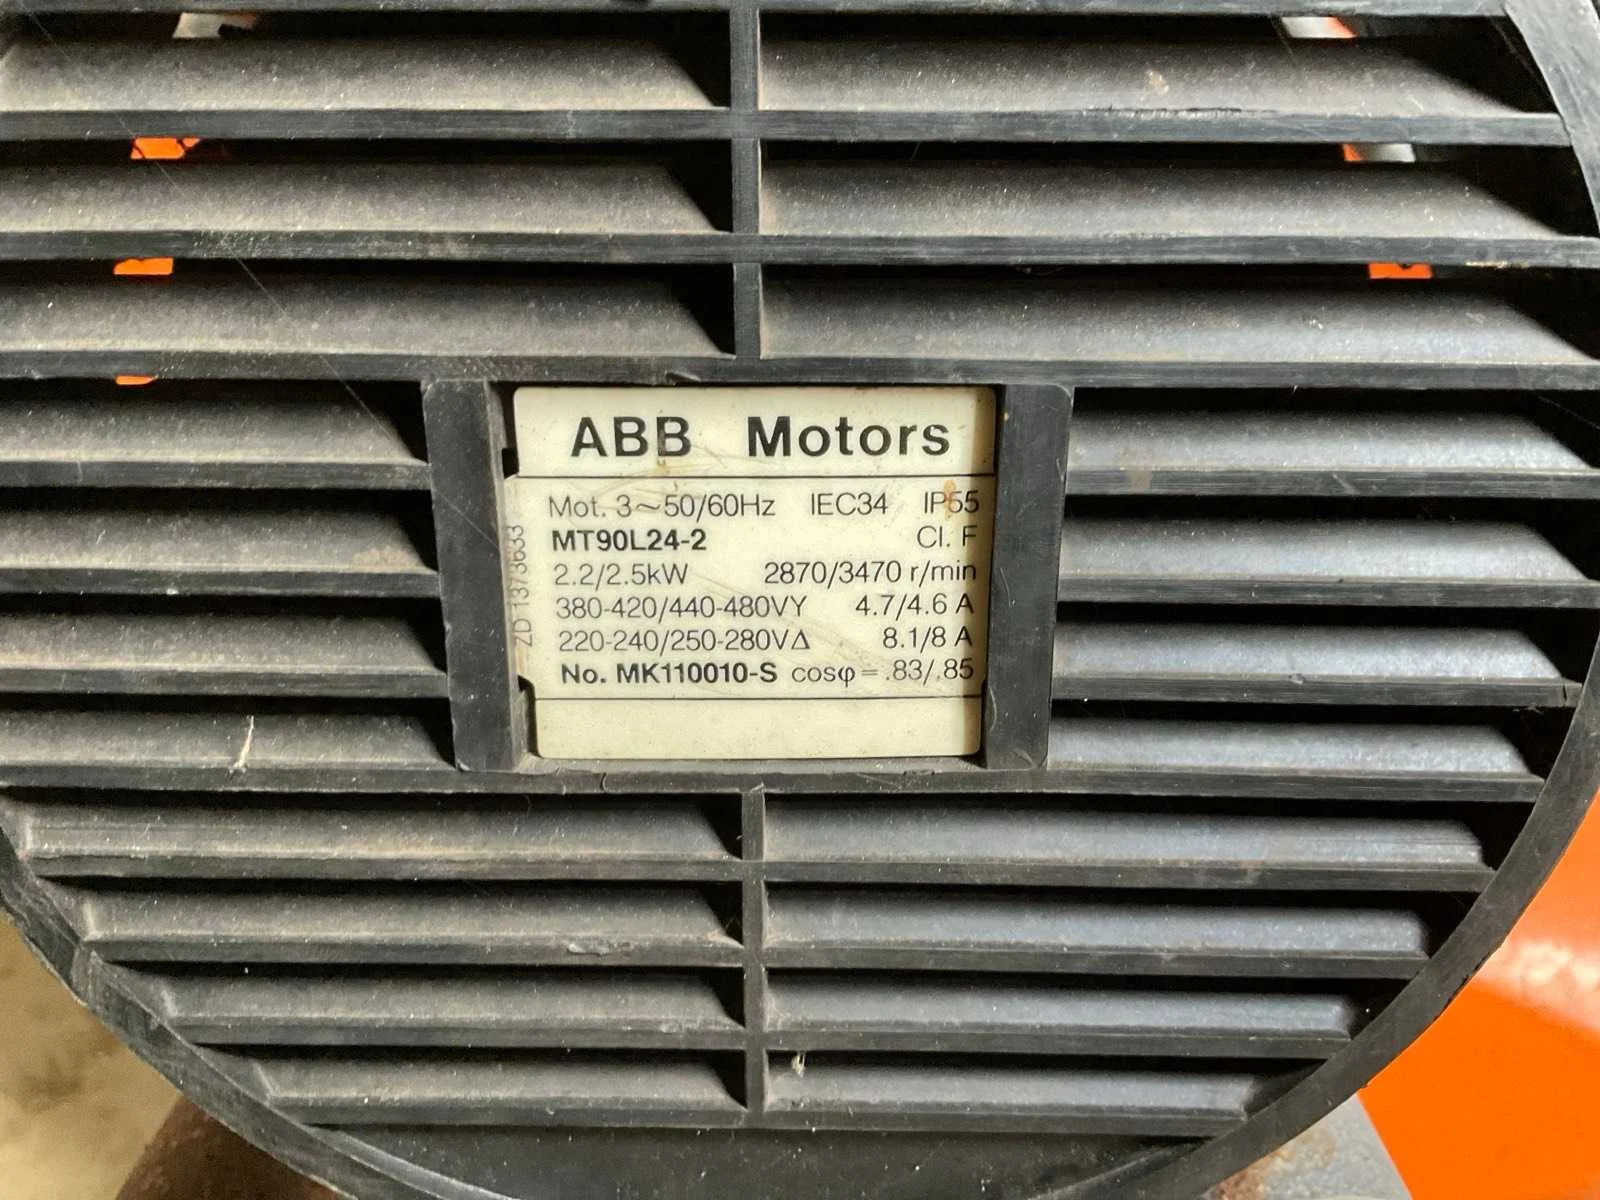 ABB Motors
Mot. 3~50/60Hz IEC34 IP55
MT90L24-2 Cl. F
2.2/2.5kW 2870/3470 r/min
380-420/440-480VY 4.7/4.6 A
220-240/250-280VΔ 8.1/8 A
No. MK110010-S cosφ = .83/.85
ZD 1373633